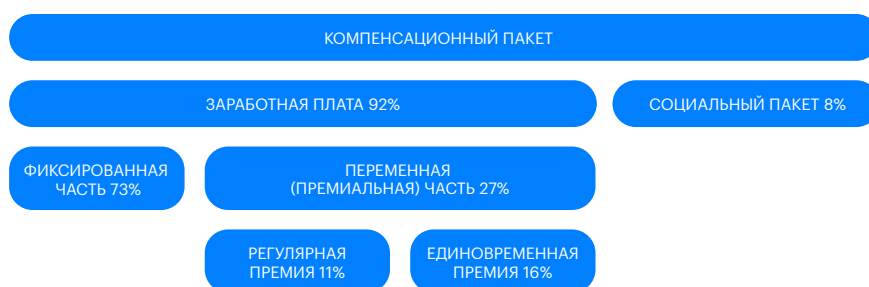 КОМПЕНСАЦИОННЫЙ ПАКЕТ
ЗАРАБОТНАЯ ПЛАТА 92%
СОЦИАЛЬНЫЙ ПАКЕТ 8%
ФИКСИРОВАННАЯ
ЧАСТЬ 73%
ПЕРЕМЕННАЯ
(ПРЕМИАЛЬНАЯ) ЧАСТЬ 27%
РЕГУЛЯРНАЯ
ПРЕМИЯ 11%
ЕДИНОВРЕМЕННАЯ
ПРЕМИЯ 16%